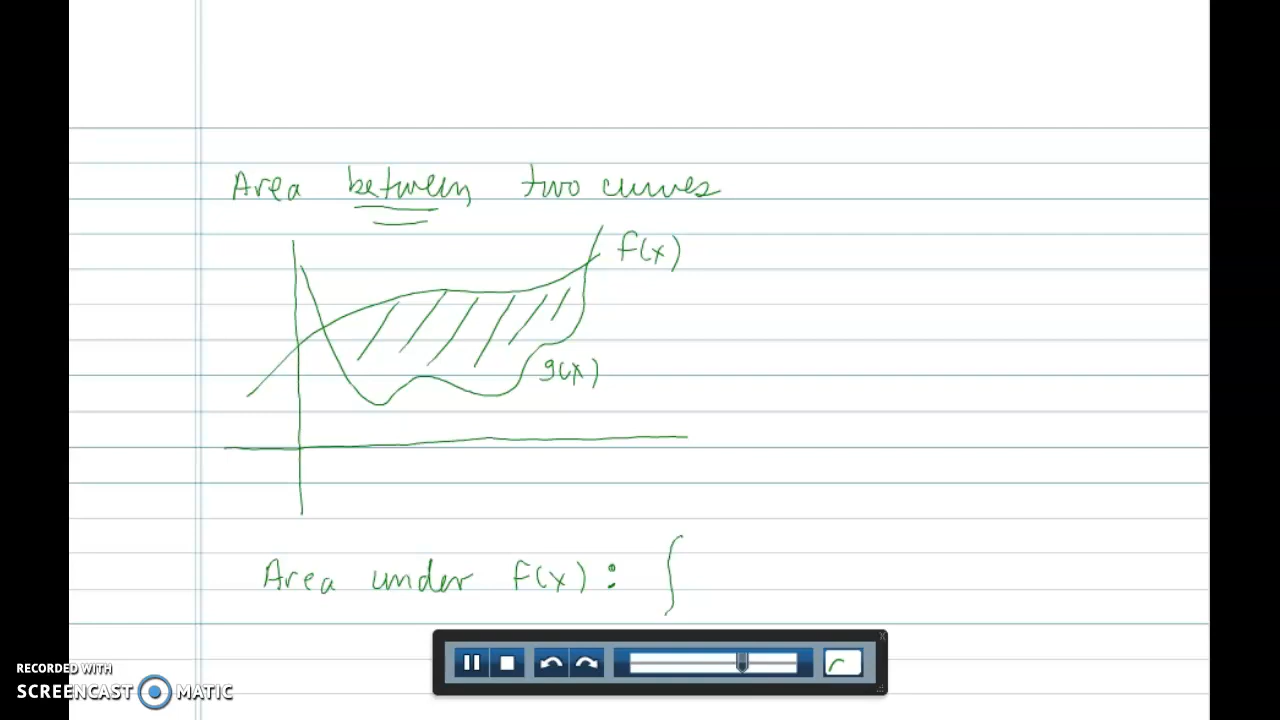 Area between two curves
f(x)
g(x)
Area under f(x): ∫
RECORDED WITH
SCREENCAST MATIC